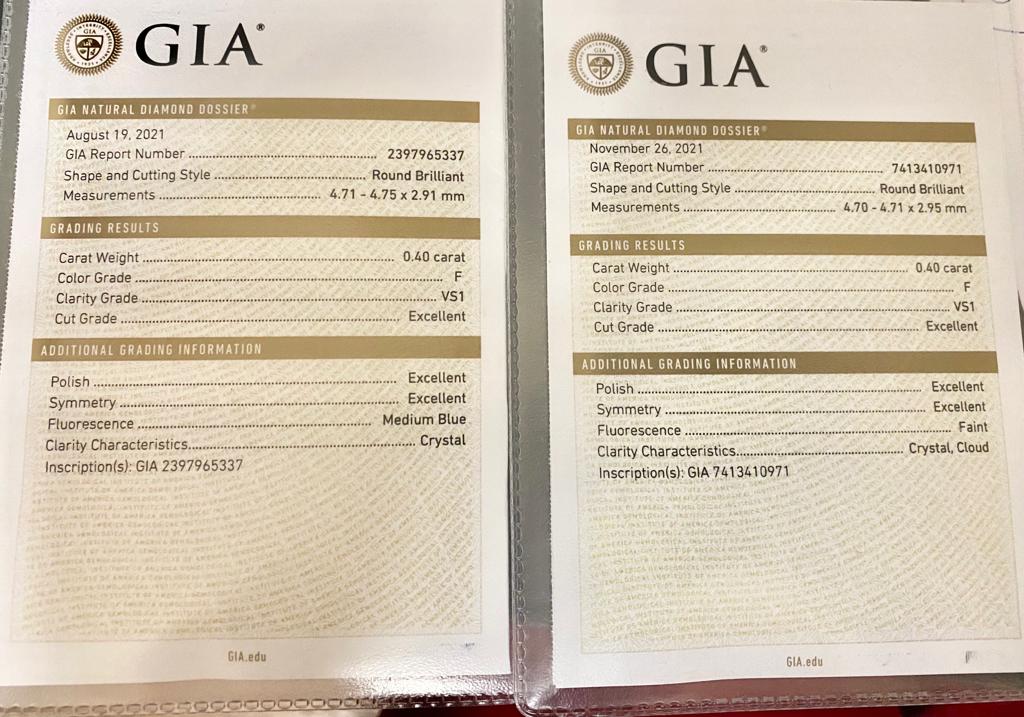 GIA®
GIA NATURAL DIAMOND DOSSIER®
August 19, 2021
GIA Report Number 2397965337
Shape and Cutting Style Round Brilliant
Measurements 4.71 - 4.75 x 2.91 mm
GRADING RESULTS
Carat Weight 0.40 carat
Color Grade F
Clarity Grade VS1
Cut Grade Excellent
ADDITIONAL GRADING INFORMATION
Polish Excellent
Symmetry Excellent
Fluorescence Medium Blue
Clarity Characteristics Crystal
Inscription(s): GIA 2397965337
GIA.edu
GIA®
GIA NATURAL DIAMOND DOSSIER®
November 26, 2021
GIA Report Number 7413410971
Shape and Cutting Style Round Brilliant
Measurements 4.70 - 4.71 x 2.95 mm
GRADING RESULTS
Carat Weight 0.40 carat
Color Grade F
Clarity Grade VS1
Cut Grade Excellent
ADDITIONAL GRADING INFORMATION
Polish Excellent
Symmetry Excellent
Fluorescence Faint
Clarity Characteristics Crystal, Cloud
Inscription(s): GIA 7413410971
GIA.edu